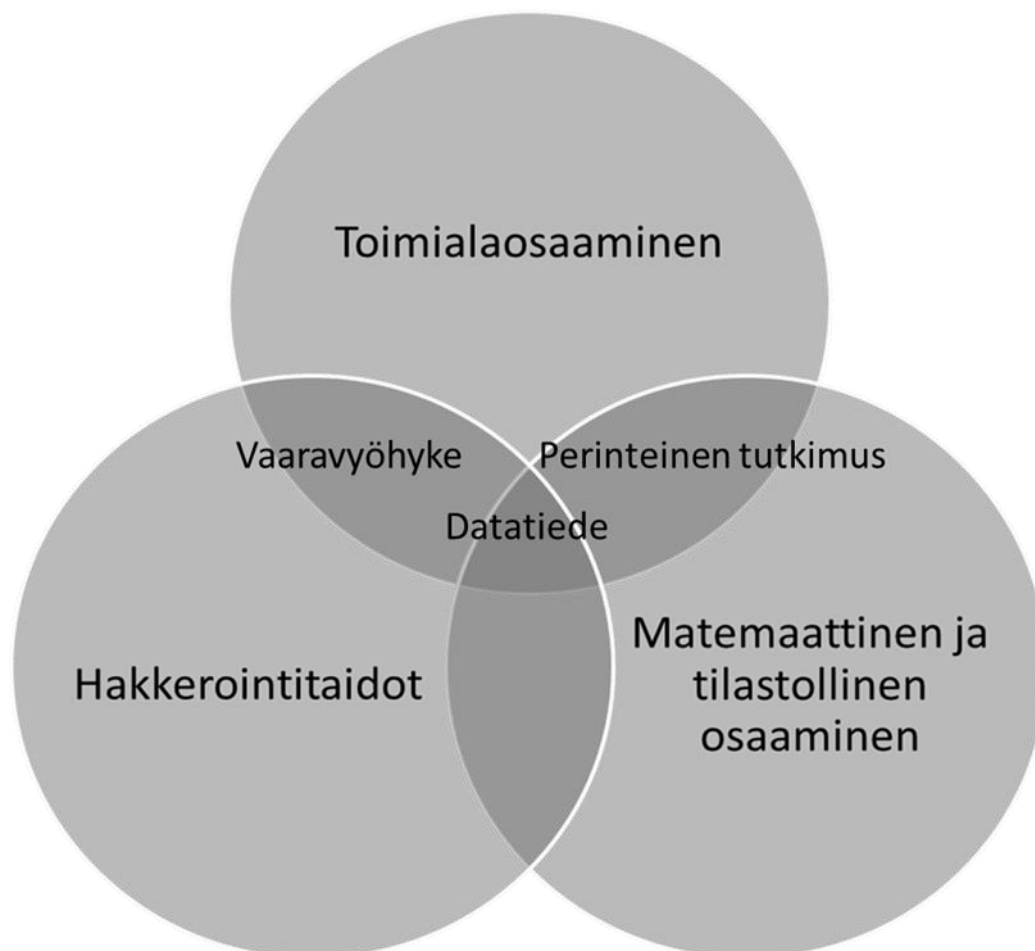 Toimialaosaaminen
Vaaravyöhyke
Perinteinen tutkimus
Datatiede
Hakkerointitaidot
Matemaattinen ja
tilastollinen
osaaminen